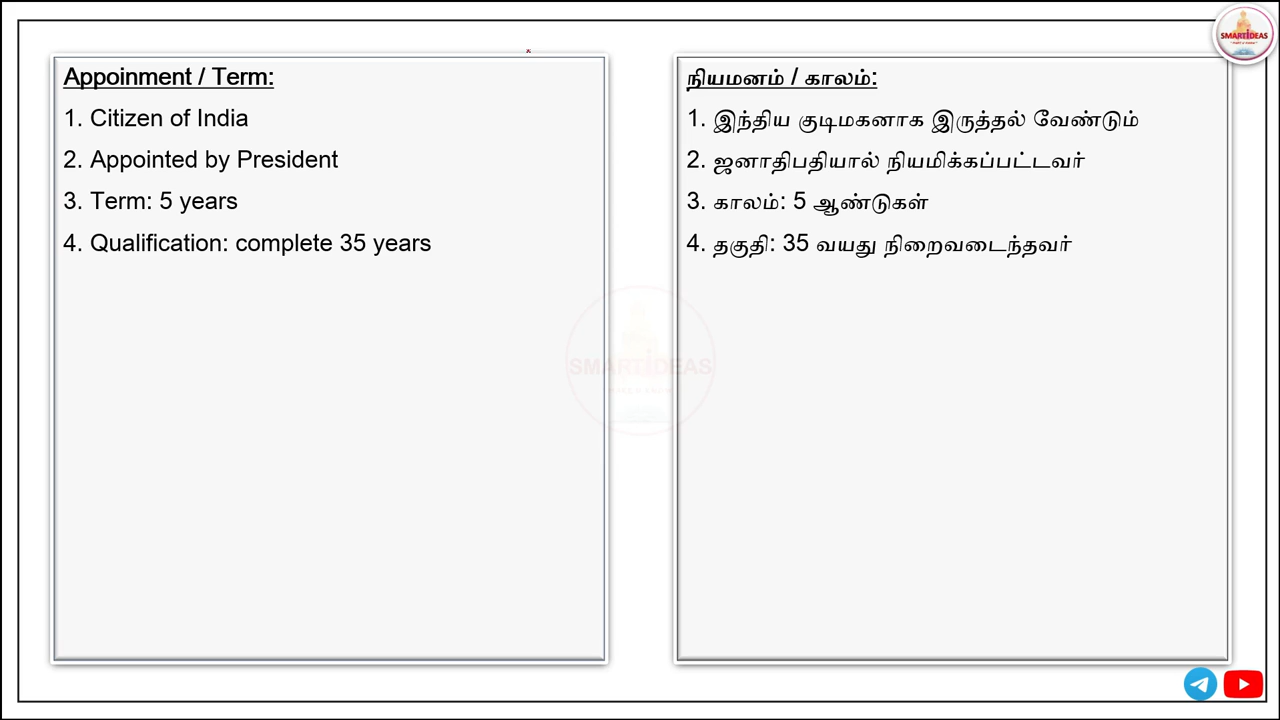 SMARTIDEAS
Appoinment / Term:
1. Citizen of India
2. Appointed by President
3. Term: 5 years
4. Qualification: complete 35 years
நியமனம் / காலம்:
1. இந்திய குடிமகனாக இருத்தல் வேண்டும்
2. ஜனாதிபதியால் நியமிக்கப்பட்டவர்
3. காலம்: 5 ஆண்டுகள்
4. தகுதி: 35 வயது நிறைவடைந்தவர்
SMARTIDEAS